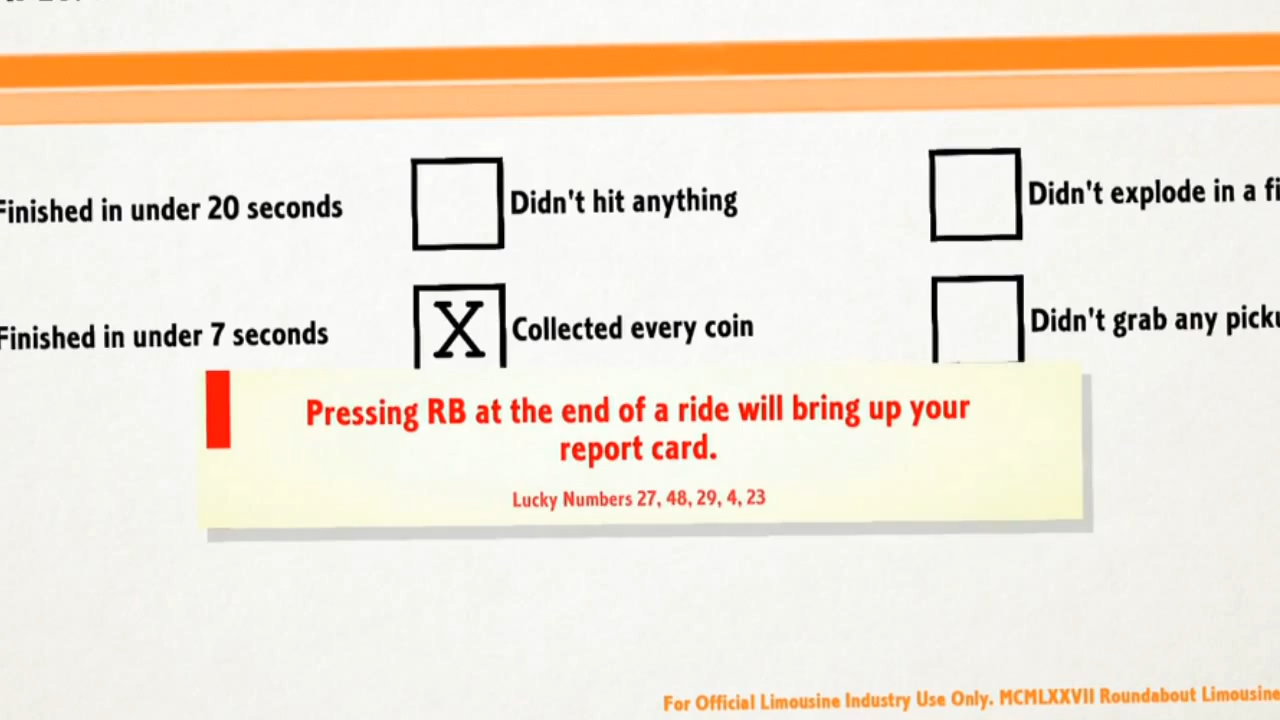 Finished in under 20 seconds
Didn't hit anything
Didn't explode in a
Finished in under 7 seconds
X Collected every coin
Didn't grab any
Pressing RB at the end of a ride will bring up your
report card.
Lucky Numbers 27, 48, 29, 4, 23
For Official Limousine Industry Use Only. MCMLXXVII Roundabout Limousine